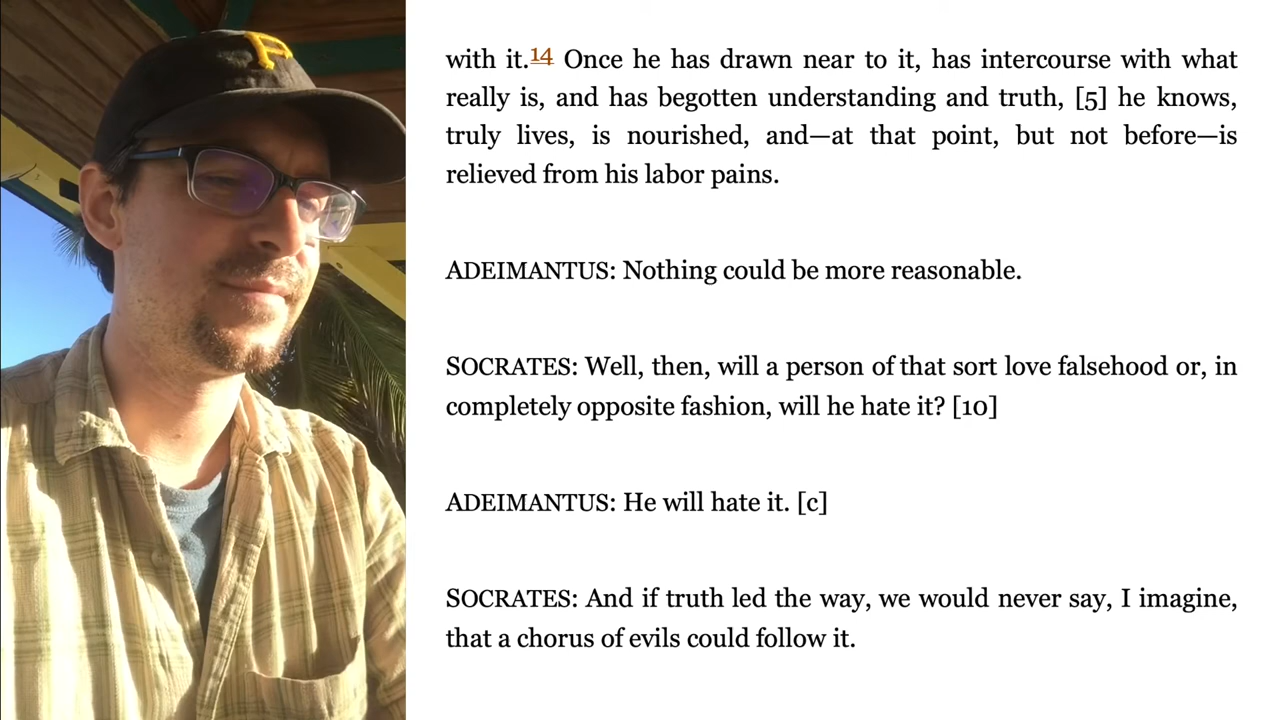 P
with it.14 Once he has drawn near to it, has intercourse with what
really is, and has begotten understanding and truth, [5] he knows,
truly lives, is nourished, and—at that point, but not before—is
relieved from his labor pains.
ADEIMANTUS: Nothing could be more reasonable.
SOCRATES: Well, then, will a person of that sort love falsehood or, in
completely opposite fashion, will he hate it? [10]
ADEIMANTUS: He will hate it. [c]
SOCRATES: And if truth led the way, we would never say, I imagine,
that a chorus of evils could follow it.